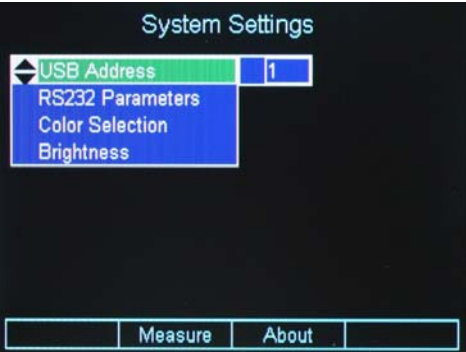 System Settings
USB Address 1
RS232 Parameters
Color Selection
Brightness
Measure About